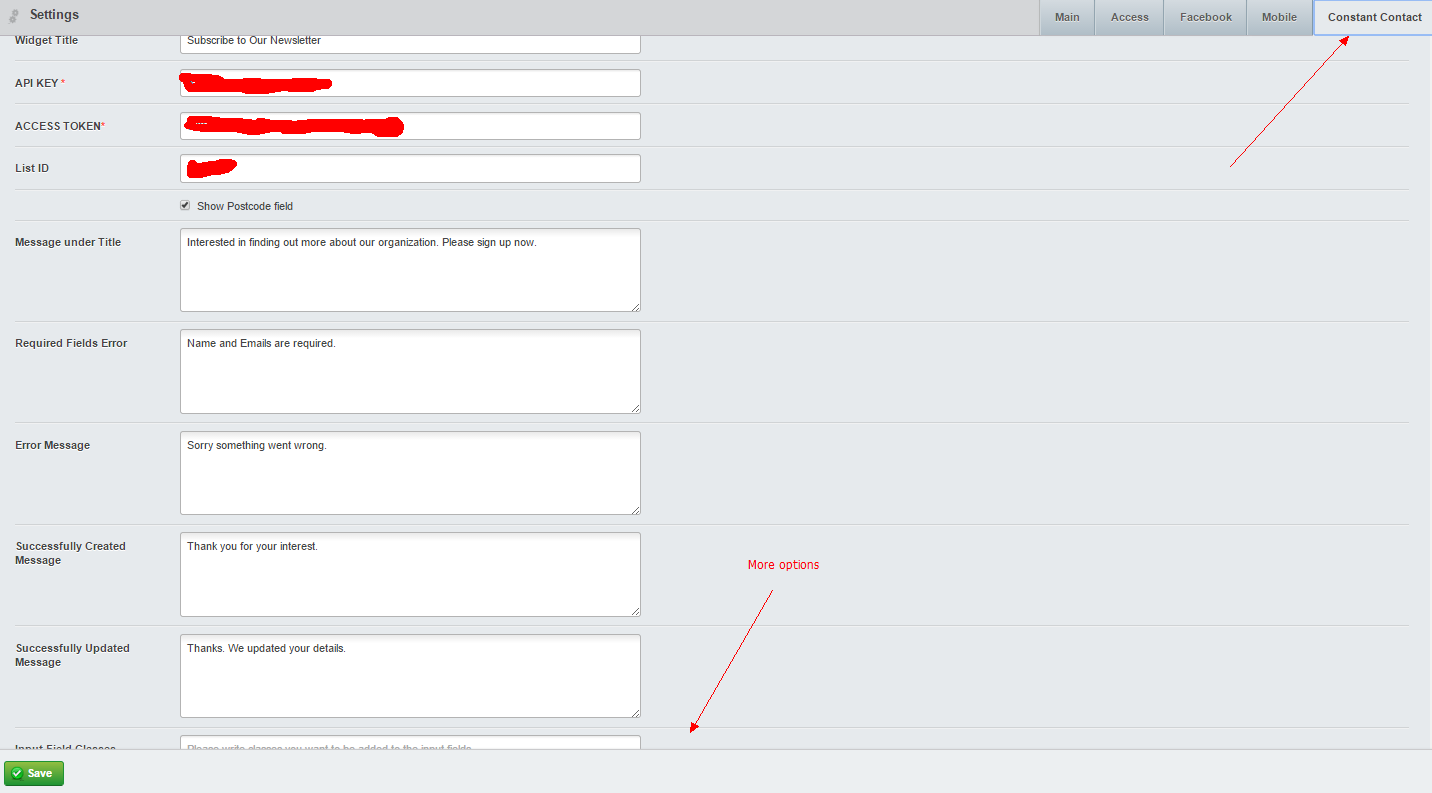 Settings
Main
Access
Facebook
Mobile
Constant Contact
Widget Title
Subscribe to Our Newsletter
API KEY *
ACCESS TOKEN*
List ID
Show Postcode field
Message under Title
Interested in finding out more about our organization. Please sign up now.
Required Fields Error
Name and Emails are required.
Error Message
Sorry something went wrong.
Successfully Created
Message
Thank you for your interest.
More options
Successfully Updated
Message
Thanks. We updated your details.
Input Field Classes
Please write classes you want to be added to the input fields
Save